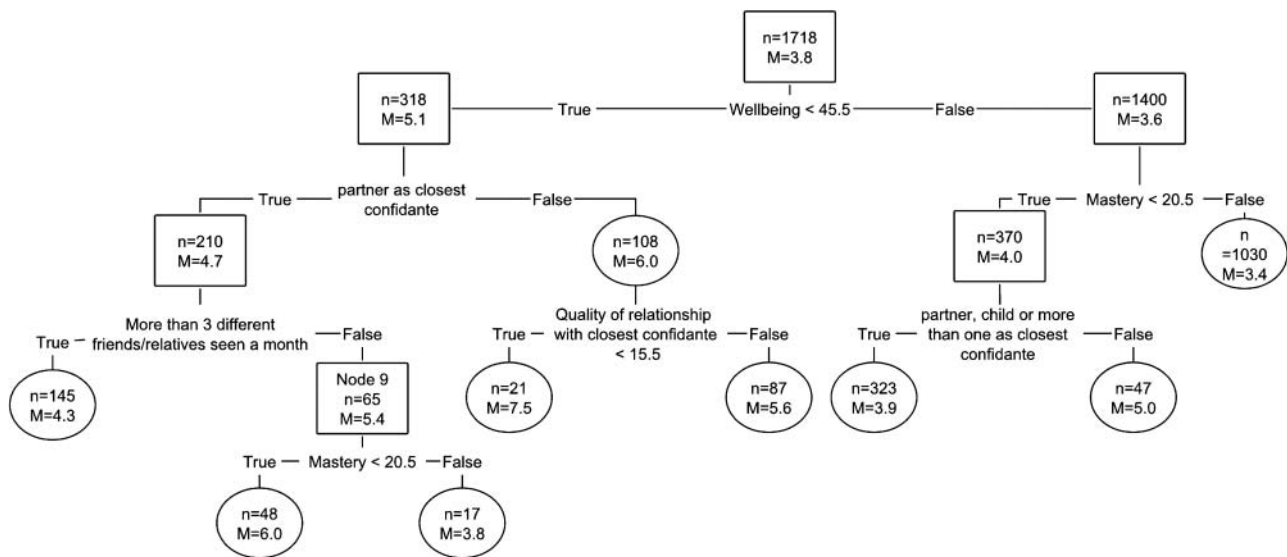 n=1718
M=3.8
n=318
M=5.1
True
Wellbeing < 45.5
False
n=1400
M=3.6
True
partner as closest
confidante
False
True
Mastery < 20.5
False
n=210
M=4.7
n=108
M=6.0
n=370
M=4.0
n
=1030
M=3.4
True
More than 3 different
friends/relatives seen a month
False
True
Quality of relationship
with closest confidante
< 15.5
False
True
partner, child or more
than one as closest
confidante
False
n=145
M=4.3
Node 9
n=65
M=5.4
n=21
M=7.5
n=87
M=5.6
n=323
M=3.9
n=47
M=5.0
True
Mastery < 20.5
False
n=48
M=6.0
n=17
M=3.8